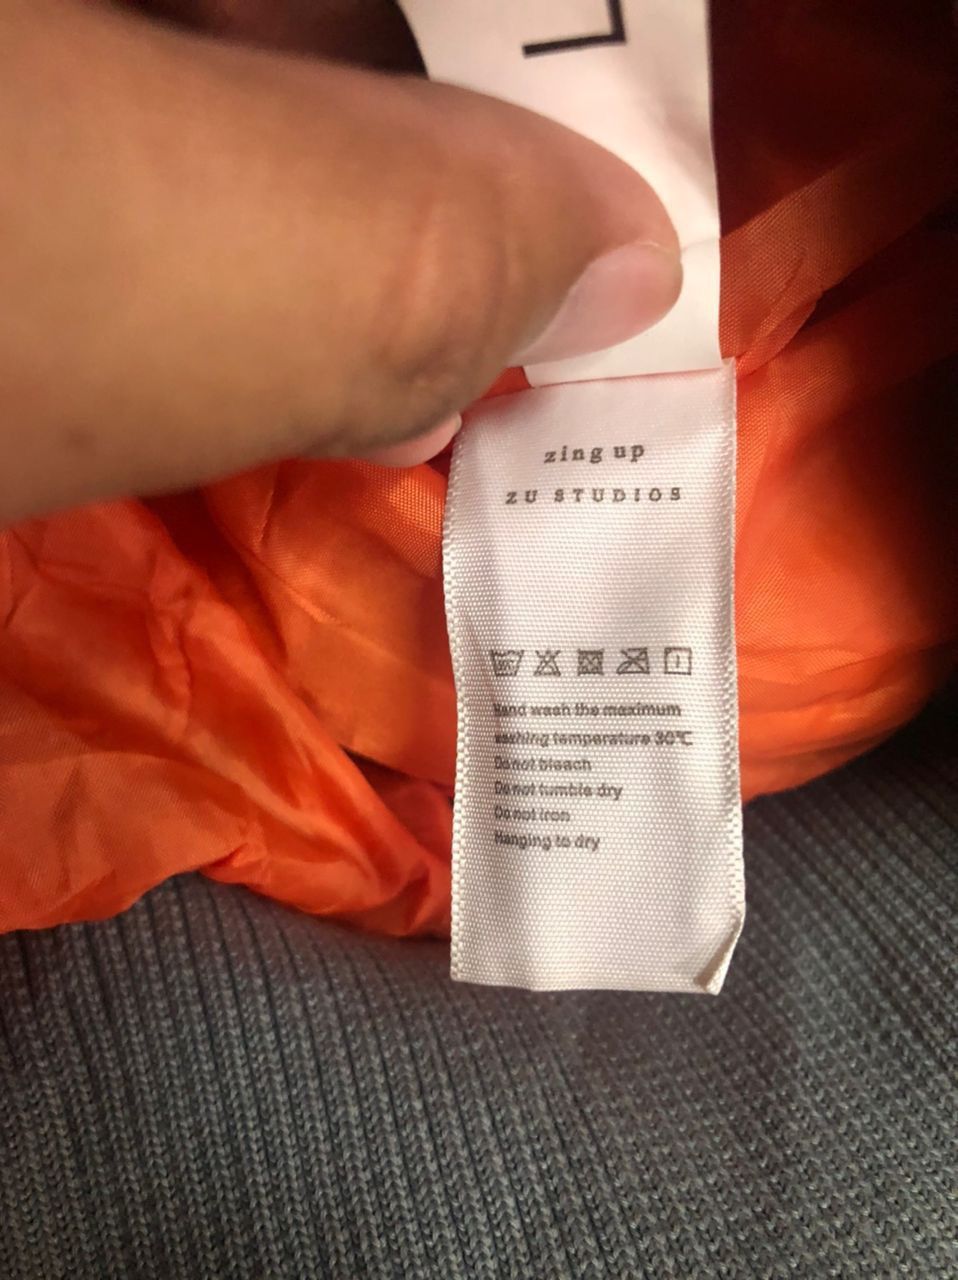 L
zing up
ZU STUDIOS
Hand wash the maximum
washing temperature 30℃
Do not bleach
Do not tumble dry
Do not iron
Hanging to dry